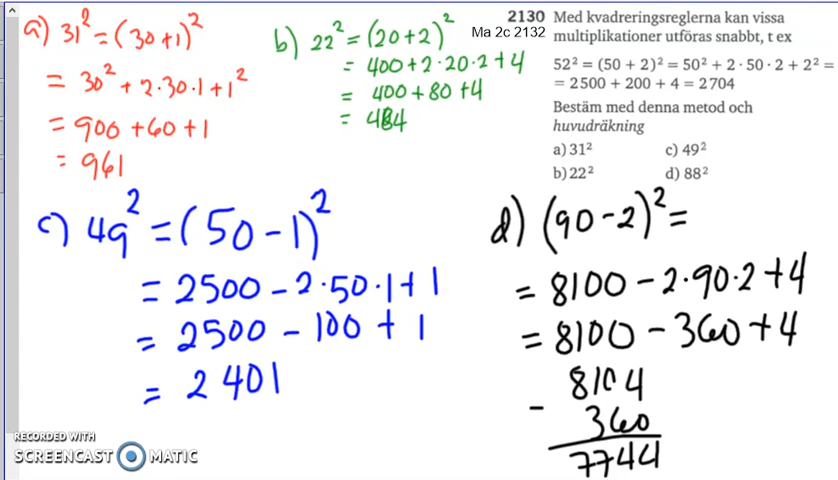 a) 31² = (30+1)²
= 30² + 2·30·1+1²
= 900 + 60 + 1
= 961
b) 22² = (20+2)²
= 400+2·20·2+4
= 400 + 80 +4
= 484
2130 Med kvadreringsreglerna kan vissa
Ma 2c 2132
multiplikationer utföras snabbt, t ex
52² = (50 + 2)² = 50² + 2 · 50 · 2 + 2² =
= 2500 + 200 + 4 = 2704
Bestäm med denna metod och
huvudräkning
a) 31² c) 49²
b) 22² d) 88²
c) 49² = (50 - 1)²
= 2500 - 2·50·1+1
= 2500 - 100 + 1
= 2401
d) (90-2)² =
= 8100 - 2·90·2+4
= 8100 - 360+4
8104
- 360
7744
RECORDED WITH
SCREENCAST MATIC